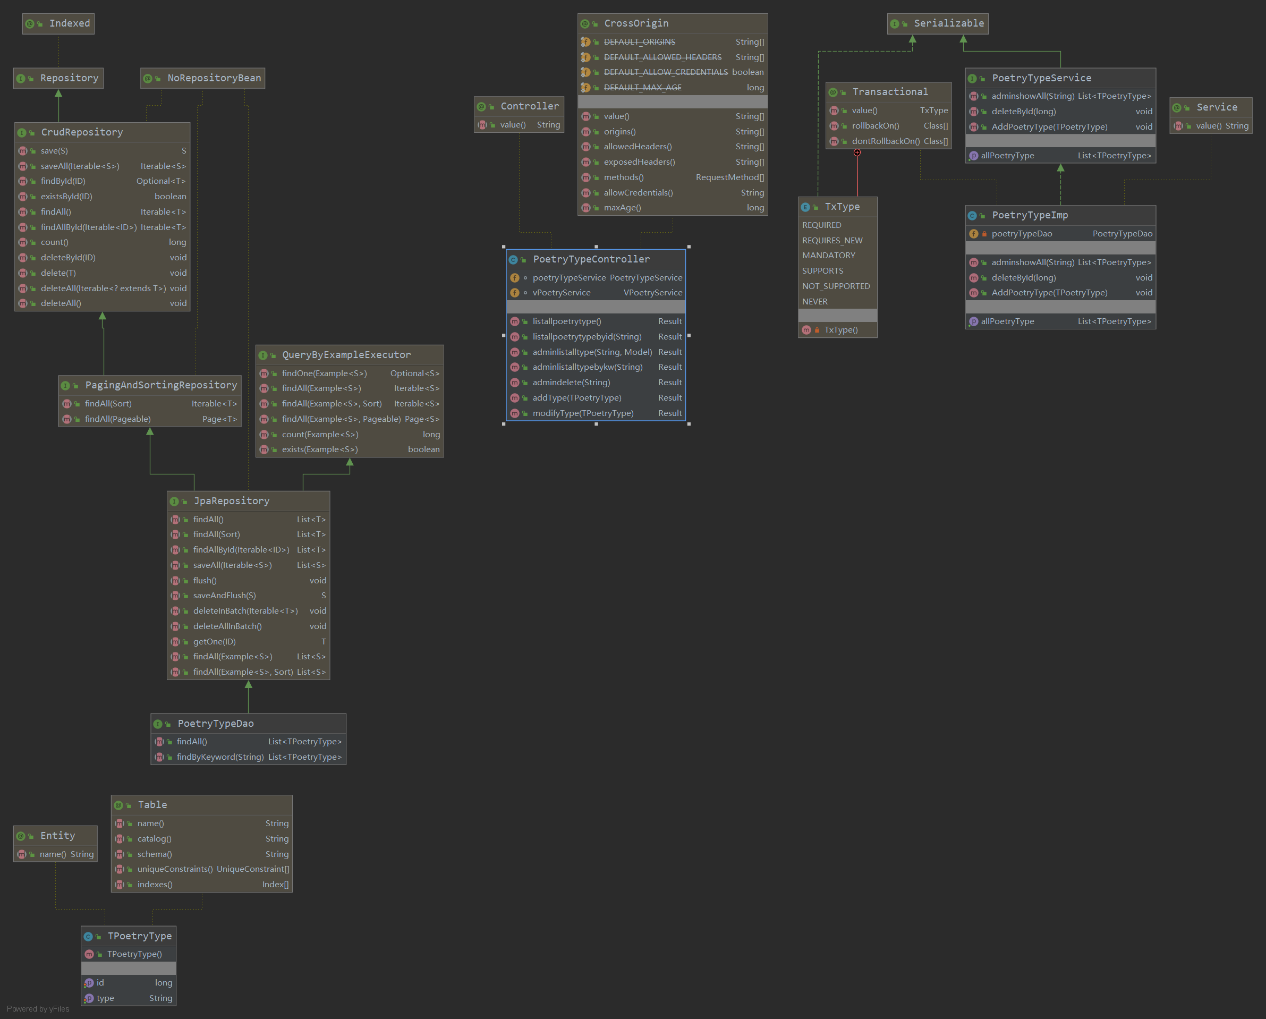 Indexed
Repository
NoRepositoryBean
CrudRepository
save(S) S
saveAll(Iterable<S>) Iterable<S>
findById(ID) Optional<T>
existsById(ID) boolean
findAll() Iterable<T>
findAllById(Iterable<ID>) Iterable<T>
count() long
deleteById(ID) void
delete(T) void
deleteAll(Iterable<? extends T>) void
deleteAll() void
PagingAndSortingRepository
findAll(Sort) Iterable<T>
findAll(Pageable) Page<T>
QueryByExampleExecutor
findOne(Example<S>) Optional<S>
findAll(Example<S>) Iterable<S>
findAll(Example<S>, Sort) Iterable<S>
findAll(Example<S>, Pageable) Page<S>
count(Example<S>) long
exists(Example<S>) boolean
JpaRepository
findAll() List<T>
findAll(Sort) List<T>
findAllById(Iterable<ID>) List<T>
saveAll(Iterable<S>) List<S>
flush() void
saveAndFlush(S) S
deleteInBatch(Iterable<T>) void
deleteAllInBatch() void
getOne(ID) T
findAll(Example<S>) List<S>
findAll(Example<S>, Sort) List<S>
PoetryTypeDao
findAll() List<TPoetryType>
findByKeyword(String) List<TPoetryType>
Entity
name() String
Table
name() String
catalog() String
schema() String
uniqueConstraints() UniqueConstraint[]
indexes() Index[]
TPoetryType
TPoetryType()
id long
type String
Controller
value() String
CrossOrigin
DEFAULT_ORIGINS String[]
DEFAULT_ALLOWED_HEADERS String[]
DEFAULT_ALLOW_CREDENTIALS boolean
DEFAULT_MAX_AGE long
value() String[]
origins() String[]
allowedHeaders() String[]
exposedHeaders() String[]
methods() RequestMethod[]
allowCredentials() String
maxAge() long
PoetryTypeController
poetryTypeService PoetryTypeService
vPoetryService VPoetryService
listallpoetrytype() Result
listallpoetrytypebyid(String) Result
adminlistalltype(String, Model) Result
adminlistalltypebykw(String) Result
admindelete(String) Result
addType(TPoetryType) Result
modifyType(TPoetryType) Result
Serializable
Transactional
value() TxType
rollbackOn() Class[]
dontRollbackOn() Class[]
TxType
REQUIRED
REQUIRES_NEW
MANDATORY
SUPPORTS
NOT_SUPPORTED
NEVER
TxType()
PoetryTypeService
adminshowAll(String) List<TPoetryType>
deleteById(long) void
AddPoetryType(TPoetryType) void
allPoetryType List<TPoetryType>
Service
value() String
PoetryTypeImp
poetryTypeDao PoetryTypeDao
adminshowAll(String) List<TPoetryType>
deleteById(long) void
AddPoetryType(TPoetryType) void
allPoetryType List<TPoetryType>
Powered by yFiles